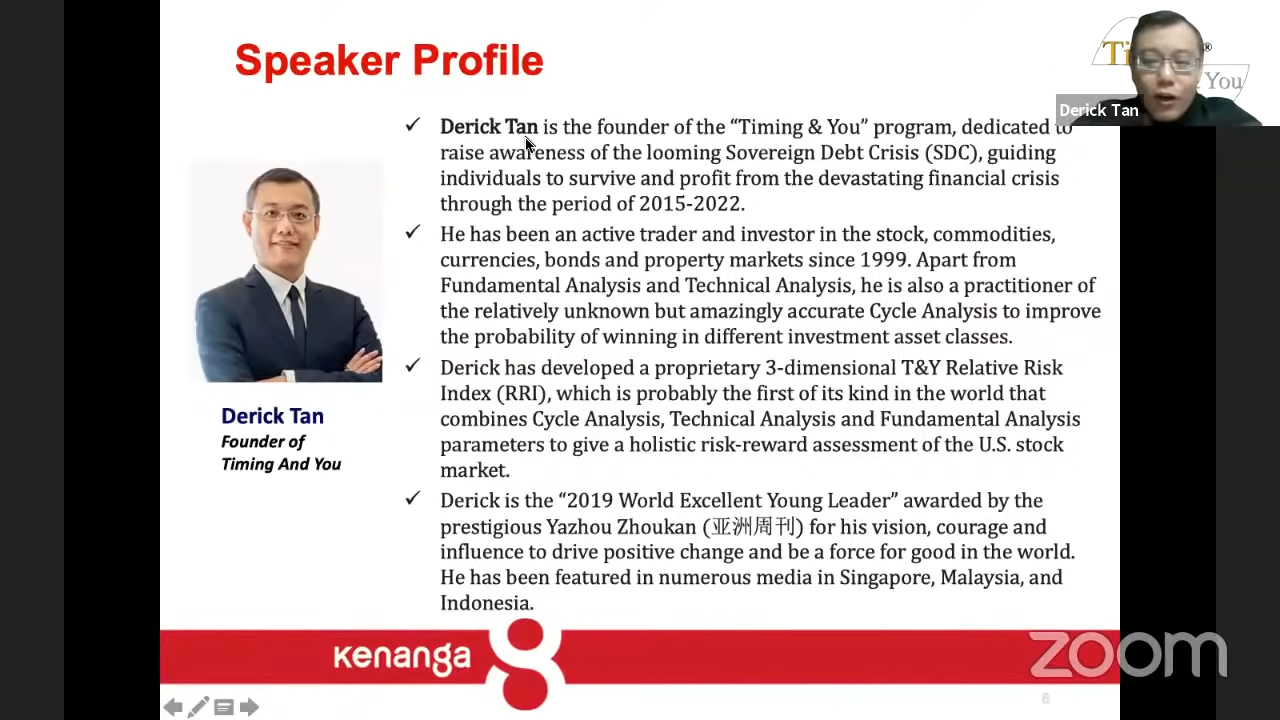 Speaker Profile
Ti ®
You
Derick Tan
✓ Derick Tan is the founder of the “Timing & You” program, dedicated to
raise awareness of the looming Sovereign Debt Crisis (SDC), guiding
individuals to survive and profit from the devastating financial crisis
through the period of 2015-2022.
✓ He has been an active trader and investor in the stock, commodities,
currencies, bonds and property markets since 1999. Apart from
Fundamental Analysis and Technical Analysis, he is also a practitioner of
the relatively unknown but amazingly accurate Cycle Analysis to improve
the probability of winning in different investment asset classes.
✓ Derick has developed a proprietary 3-dimensional T&Y Relative Risk
Index (RRI), which is probably the first of its kind in the world that
combines Cycle Analysis, Technical Analysis and Fundamental Analysis
parameters to give a holistic risk-reward assessment of the U.S. stock
market.
✓ Derick is the “2019 World Excellent Young Leader” awarded by the
prestigious Yazhou Zhoukan (亚洲周刊) for his vision, courage and
influence to drive positive change and be a force for good in the world.
He has been featured in numerous media in Singapore, Malaysia, and
Indonesia.
Derick Tan
Founder of
Timing And You
kenanga
zoom
8